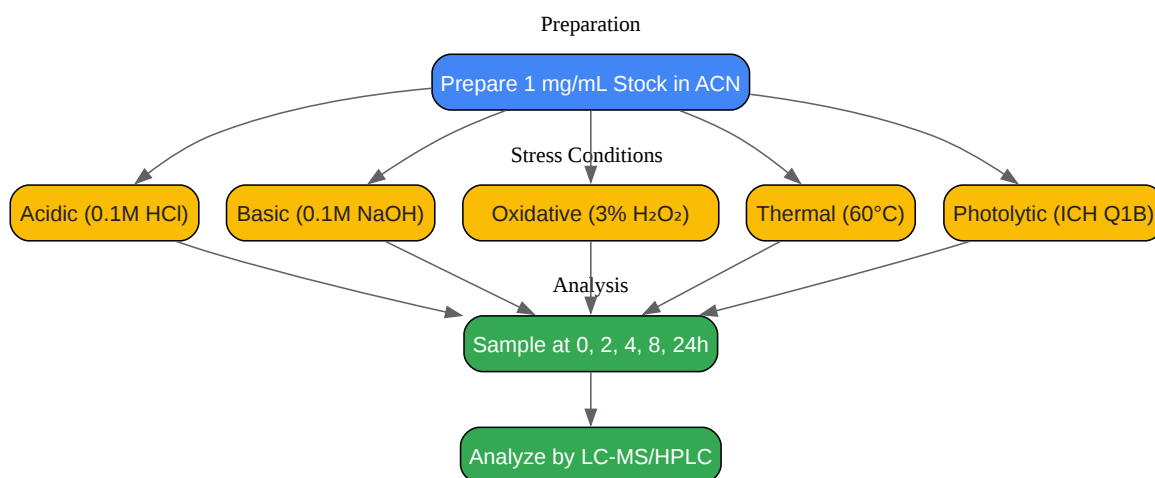 Preparation
Prepare 1 mg/mL Stock in ACN
Stress Conditions
Acidic (0.1M HCl)
Basic (0.1M NaOH)
Oxidative (3% H₂O₂)
Thermal (60°C)
Photolytic (ICH Q1B)
Analysis
Sample at 0, 2, 4, 8, 24h
Analyze by LC-MS/HPLC